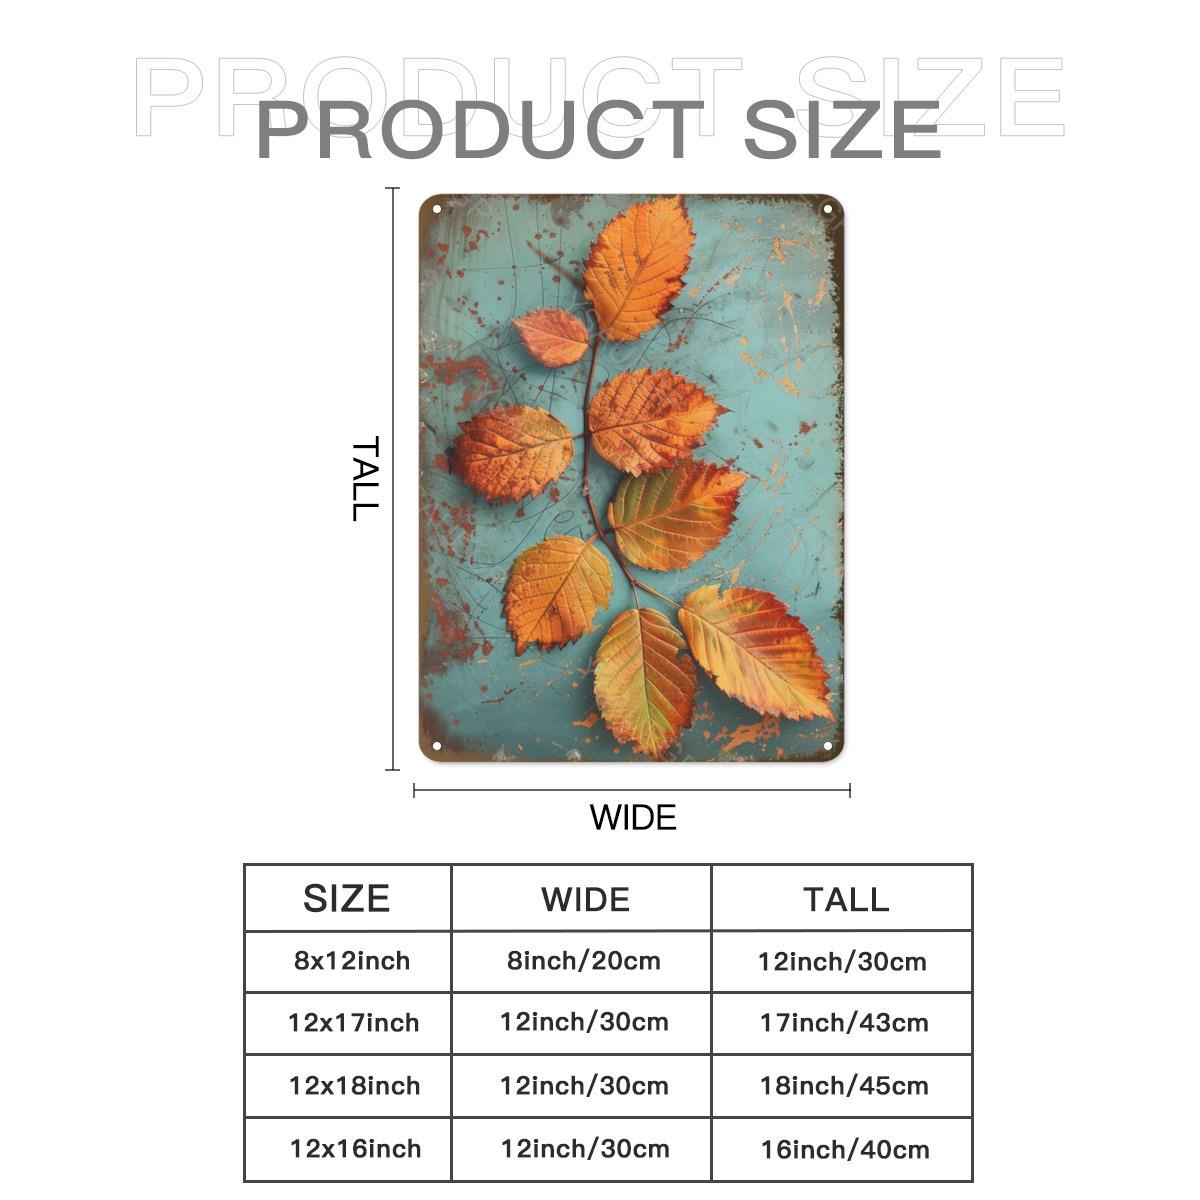 PRODUCT SIZE
PRODUCT SIZE
TALL
WIDE
SIZE WIDE TALL
8x12inch 8inch/20cm 12inch/30cm
12x17inch 12inch/30cm 17inch/43cm
12x18inch 12inch/30cm 18inch/45cm
12x16inch 12inch/30cm 16inch/40cm